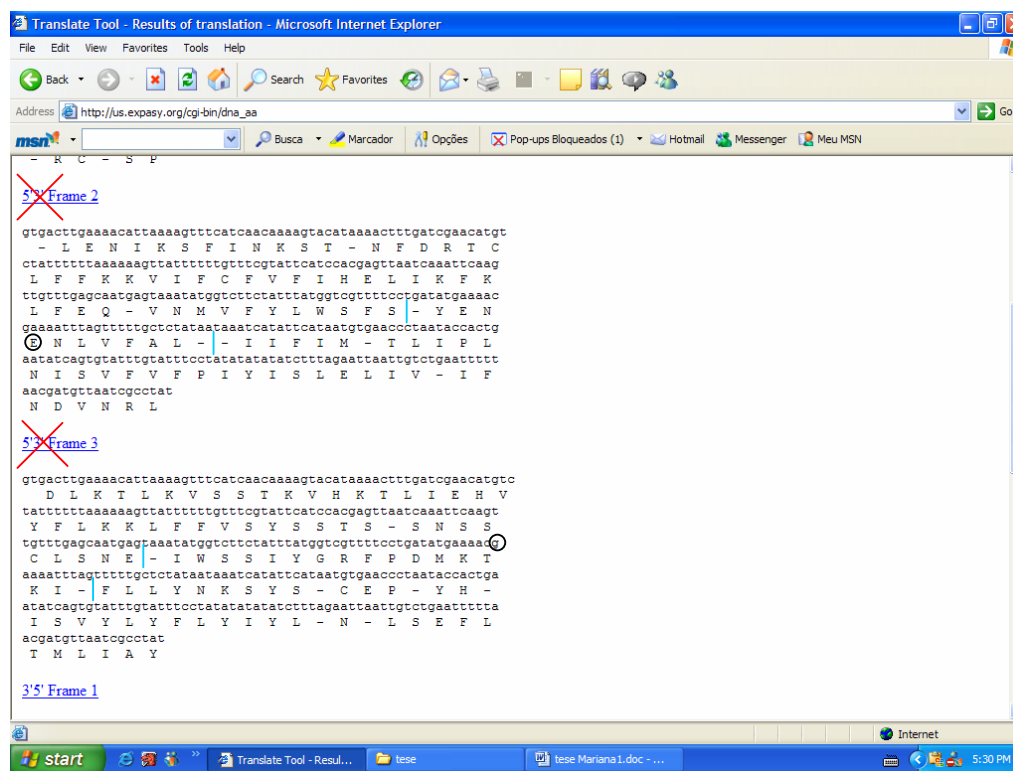 Translate Tool - Results of translation - Microsoft Internet Explorer
File Edit View Favorites Tools Help
Back Search Favorites
Address http://us.expasy.org/cgi-bin/dna_aa Go
msn Busca Marcador Opções Pop-ups Bloqueados (1) Hotmail Messenger Meu MSN
- R C - S P
5'3' Frame 2
gtgacttgaaaacattaaaagtttcatcaacaaaagtacataaaactttgatcgaacatgt
- L E N I K S F I N K S T - N F D R T C
ctattttttaaaaaagttattttttgtttcgtattcatccacgagttaatcaaattcaag
L F F K K V I F C F V F I H E L I K F K
ttgtttgagcaatgagtaaatatggtcttctatttatggtcgttttcctgatatgaaaac
L F E Q - V N M V F Y L W S F S - Y E N
gaaaatttagtttttgctctataataaatcatattcataatgtgaaccctaataccactg
E N L V F A L - - I I F I M - T L I P L
aatatcagtgtatttgtatttcctatatatatatctttagaattaattgtctgaattttt
N I S V F V F P I Y I S L E L I V - I F
aacgatgttaatcgcctat
N D V N R L
5'3' Frame 3
gtgacttgaaaacattaaaagtttcatcaacaaaagtacataaaactttgatcgaacatgtc
D L K T L K V S S T K V H K T L I E H V
tattttttaaaaaagttattttttgtttcgtattcatccacgagttaatcaaattcaagt
Y F L K K L F F V S Y S S T S - S N S S
tgtttgagcaatgagtaaatatggtcttctatttatggtcgttttcctgatatgaaaacg
C L S N E - I W S S I Y G R F P D M K T
aaaatttagtttttgctctataataaatcatattcataatgtgaaccctaataccactga
K I - F L L Y N K S Y S - C E P - Y H -
atatcagtgtatttgtatttcctatatatatatctttagaattaattgtctgaattttta
I S V Y L Y F L Y I Y L - N - L S E F L
acgatgttaatcgcctat
T M L I A Y
3'5' Frame 1
Internet
start Translate Tool - Resul... tese tese Mariana1.doc - ... 5:30 PM